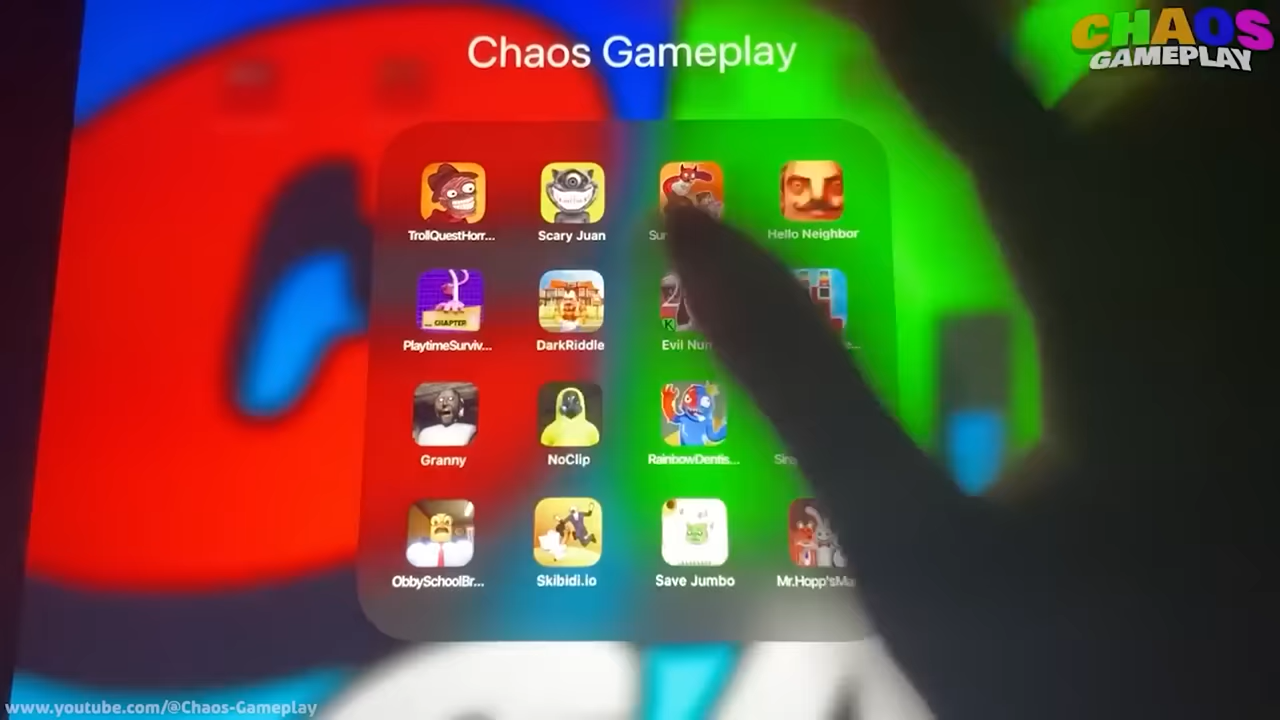 Chaos Gameplay
CHAOS
GAMEPLAY
TrollQuestHorr...
Scary Juan
Hello Neighbor
PlaytimeSurviv...
DarkRiddle
Evil Nun
CHAPTER
Granny
NoClip
RainbowDentis...
ObbySchoolBr...
Skibidi.io
Save Jumbo
Mr.Hopp'sMa
www.youtube.com/@Chaos-Gameplay